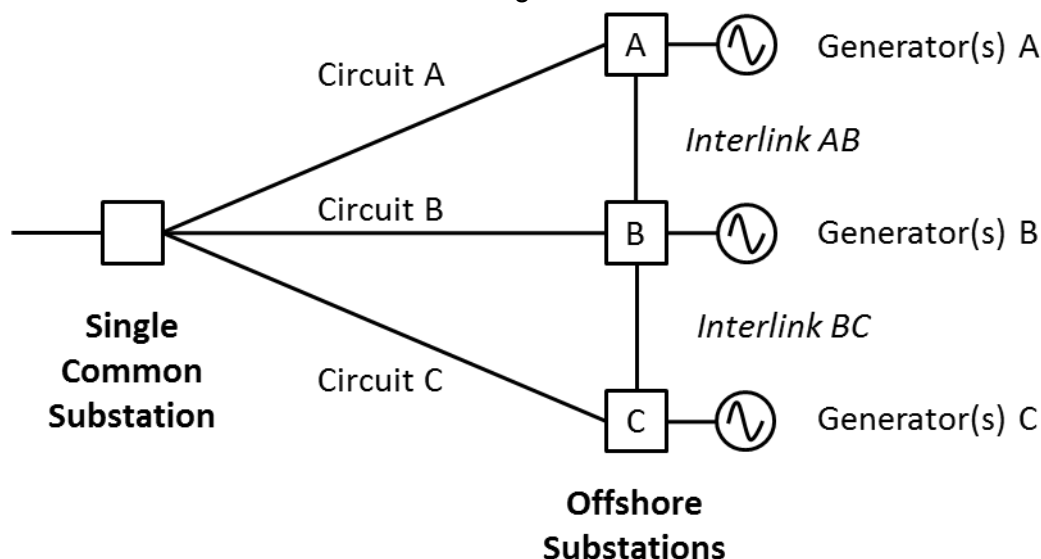 A
Generator(s) A
Circuit A
Interlink AB
Circuit B
B
Generator(s) B
Single
Common
Substation
Interlink BC
Circuit C
C
Generator(s) C
Offshore
Substations